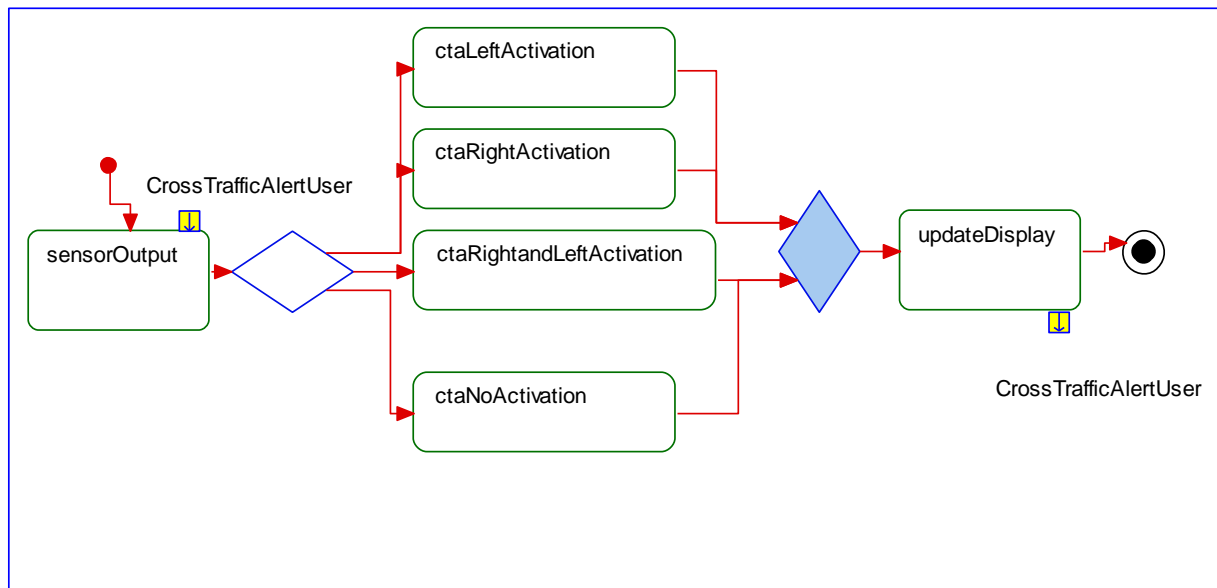 ctaLeftActivation
ctaRightActivation
CrossTrafficAlertUser
sensorOutput
ctaRightandLeftActivation
updateDisplay
ctaNoActivation
CrossTrafficAlertUser